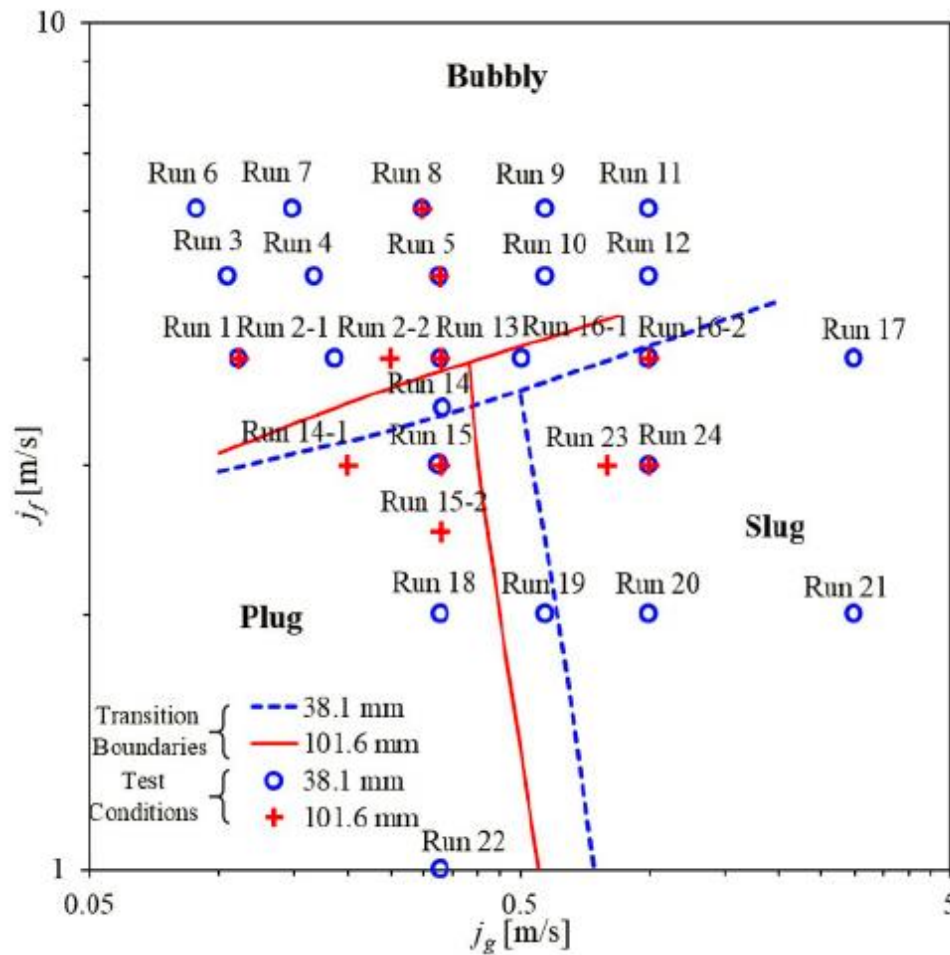 10
Bubbly
Run 6 Run 7 Run 8 Run 9 Run 11
Run 3 Run 4 Run 5 Run 10 Run 12
Run 1 Run 2-1 Run 2-2 Run 13 Run 16-1 Run 16-2 Run 17
Run 14
Run 14-1 Run 15 Run 23 Run 24
j_f [m/s]
Run 15-2
Slug
Run 18 Run 19 Run 20 Run 21
Plug
Transition Boundaries
38.1 mm
101.6 mm
Test Conditions
38.1 mm
101.6 mm
Run 22
1
0.05 0.5 5
j_g [m/s]